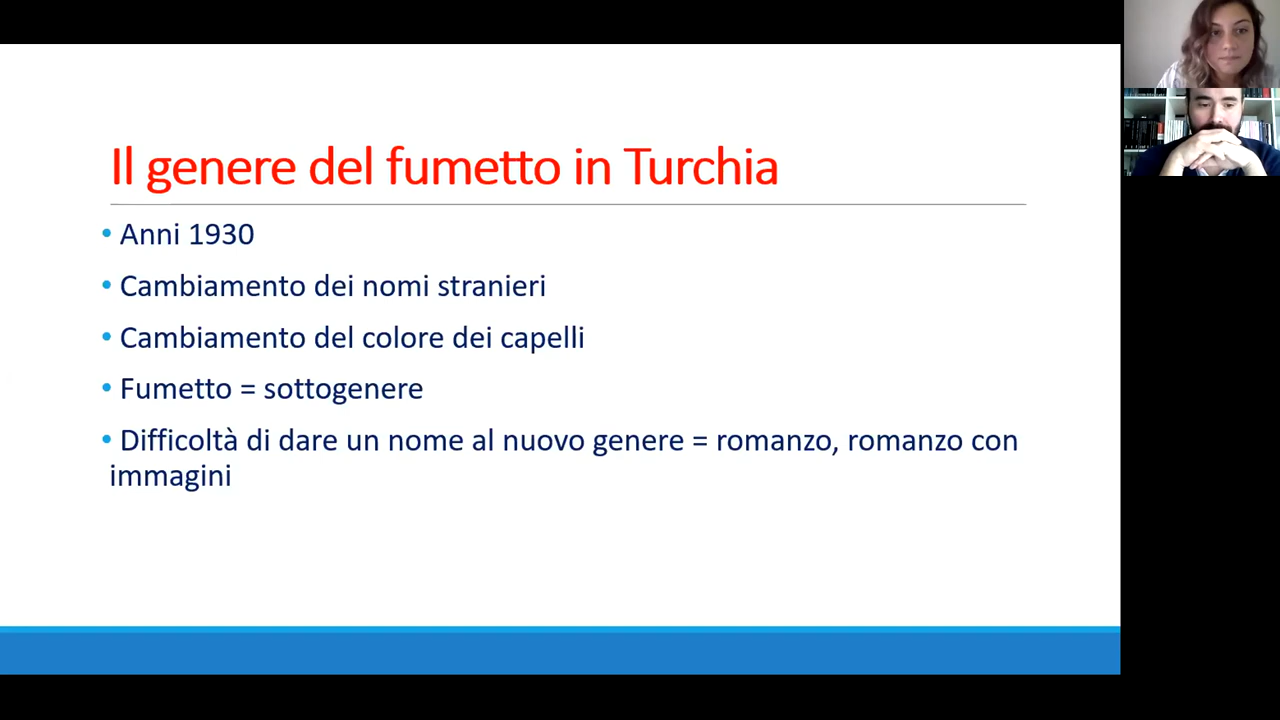 Il genere del fumetto in Turchia
• Anni 1930
• Cambiamento dei nomi stranieri
• Cambiamento del colore dei capelli
• Fumetto = sottogenere
• Difficoltà di dare un nome al nuovo genere = romanzo, romanzo con
immagini